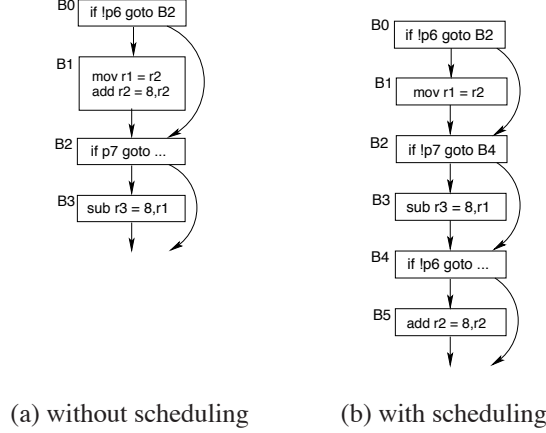 B0
if !p6 goto B2
B1
mov r1 = r2
add r2 = 8,r2
B2
if p7 goto ...
B3
sub r3 = 8,r1
(a) without scheduling
B0
if !p6 goto B2
B1
mov r1 = r2
B2
if !p7 goto B4
B3
sub r3 = 8,r1
B4
if !p6 goto ...
B5
add r2 = 8,r2
(b) with scheduling